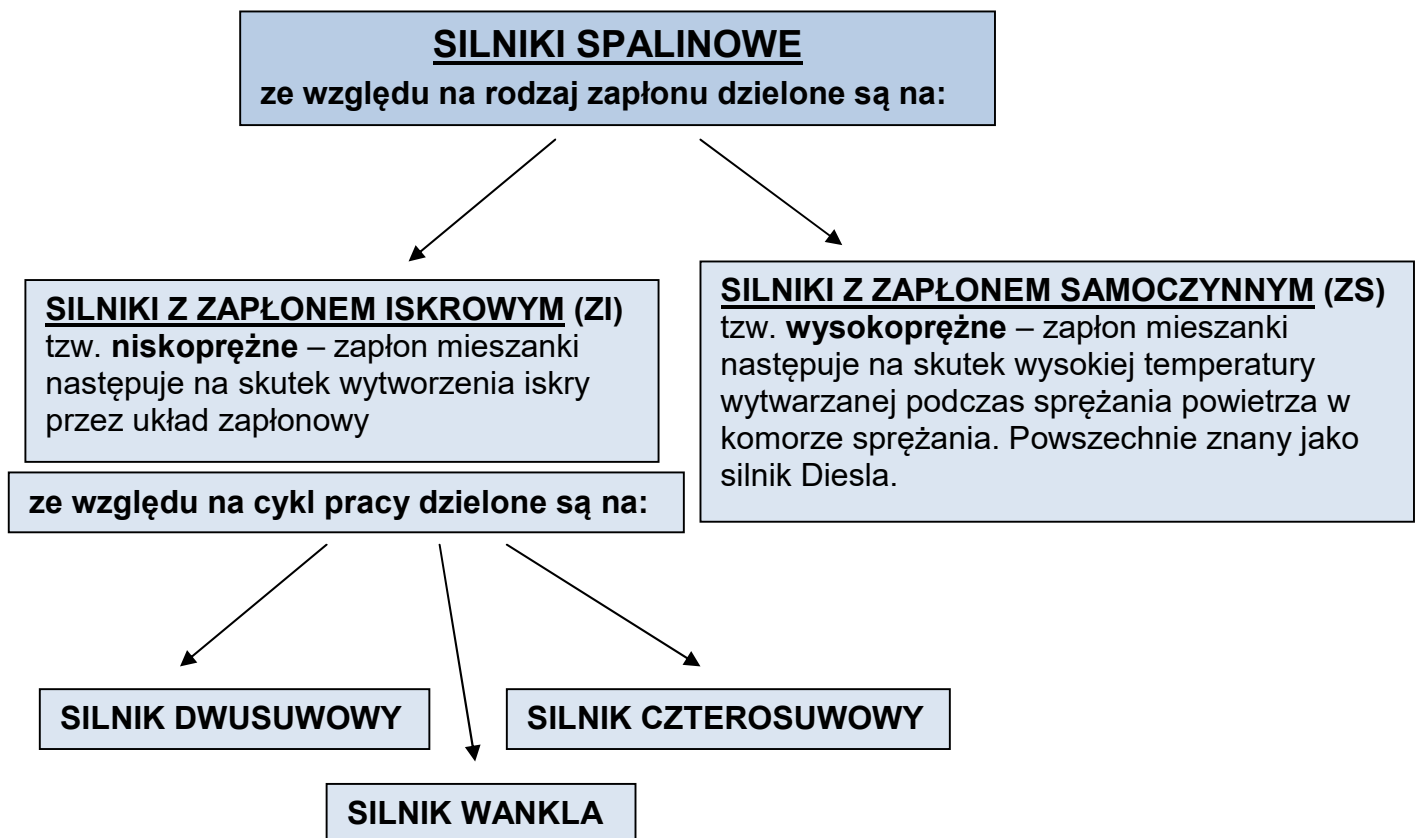 SILNIKI SPALINOWE
ze względu na rodzaj zapłonu dzielone są na:
SILNIKI Z ZAPŁONEM ISKROWYM (ZI)
tzw. niskoprężne – zapłon mieszanki
następuje na skutek wytworzenia iskry
przez układ zapłonowy
SILNIKI Z ZAPŁONEM SAMOCZYNNYM (ZS)
tzw. wysokoprężne – zapłon mieszanki
następuje na skutek wysokiej temperatury
wytwarzanej podczas sprężania powietrza w
komorze sprężania. Powszechnie znany jako
silnik Diesla.
ze względu na cykl pracy dzielone są na:
SILNIK DWUSUWOWY
SILNIK CZTEROSUWOWY
SILNIK WANKLA